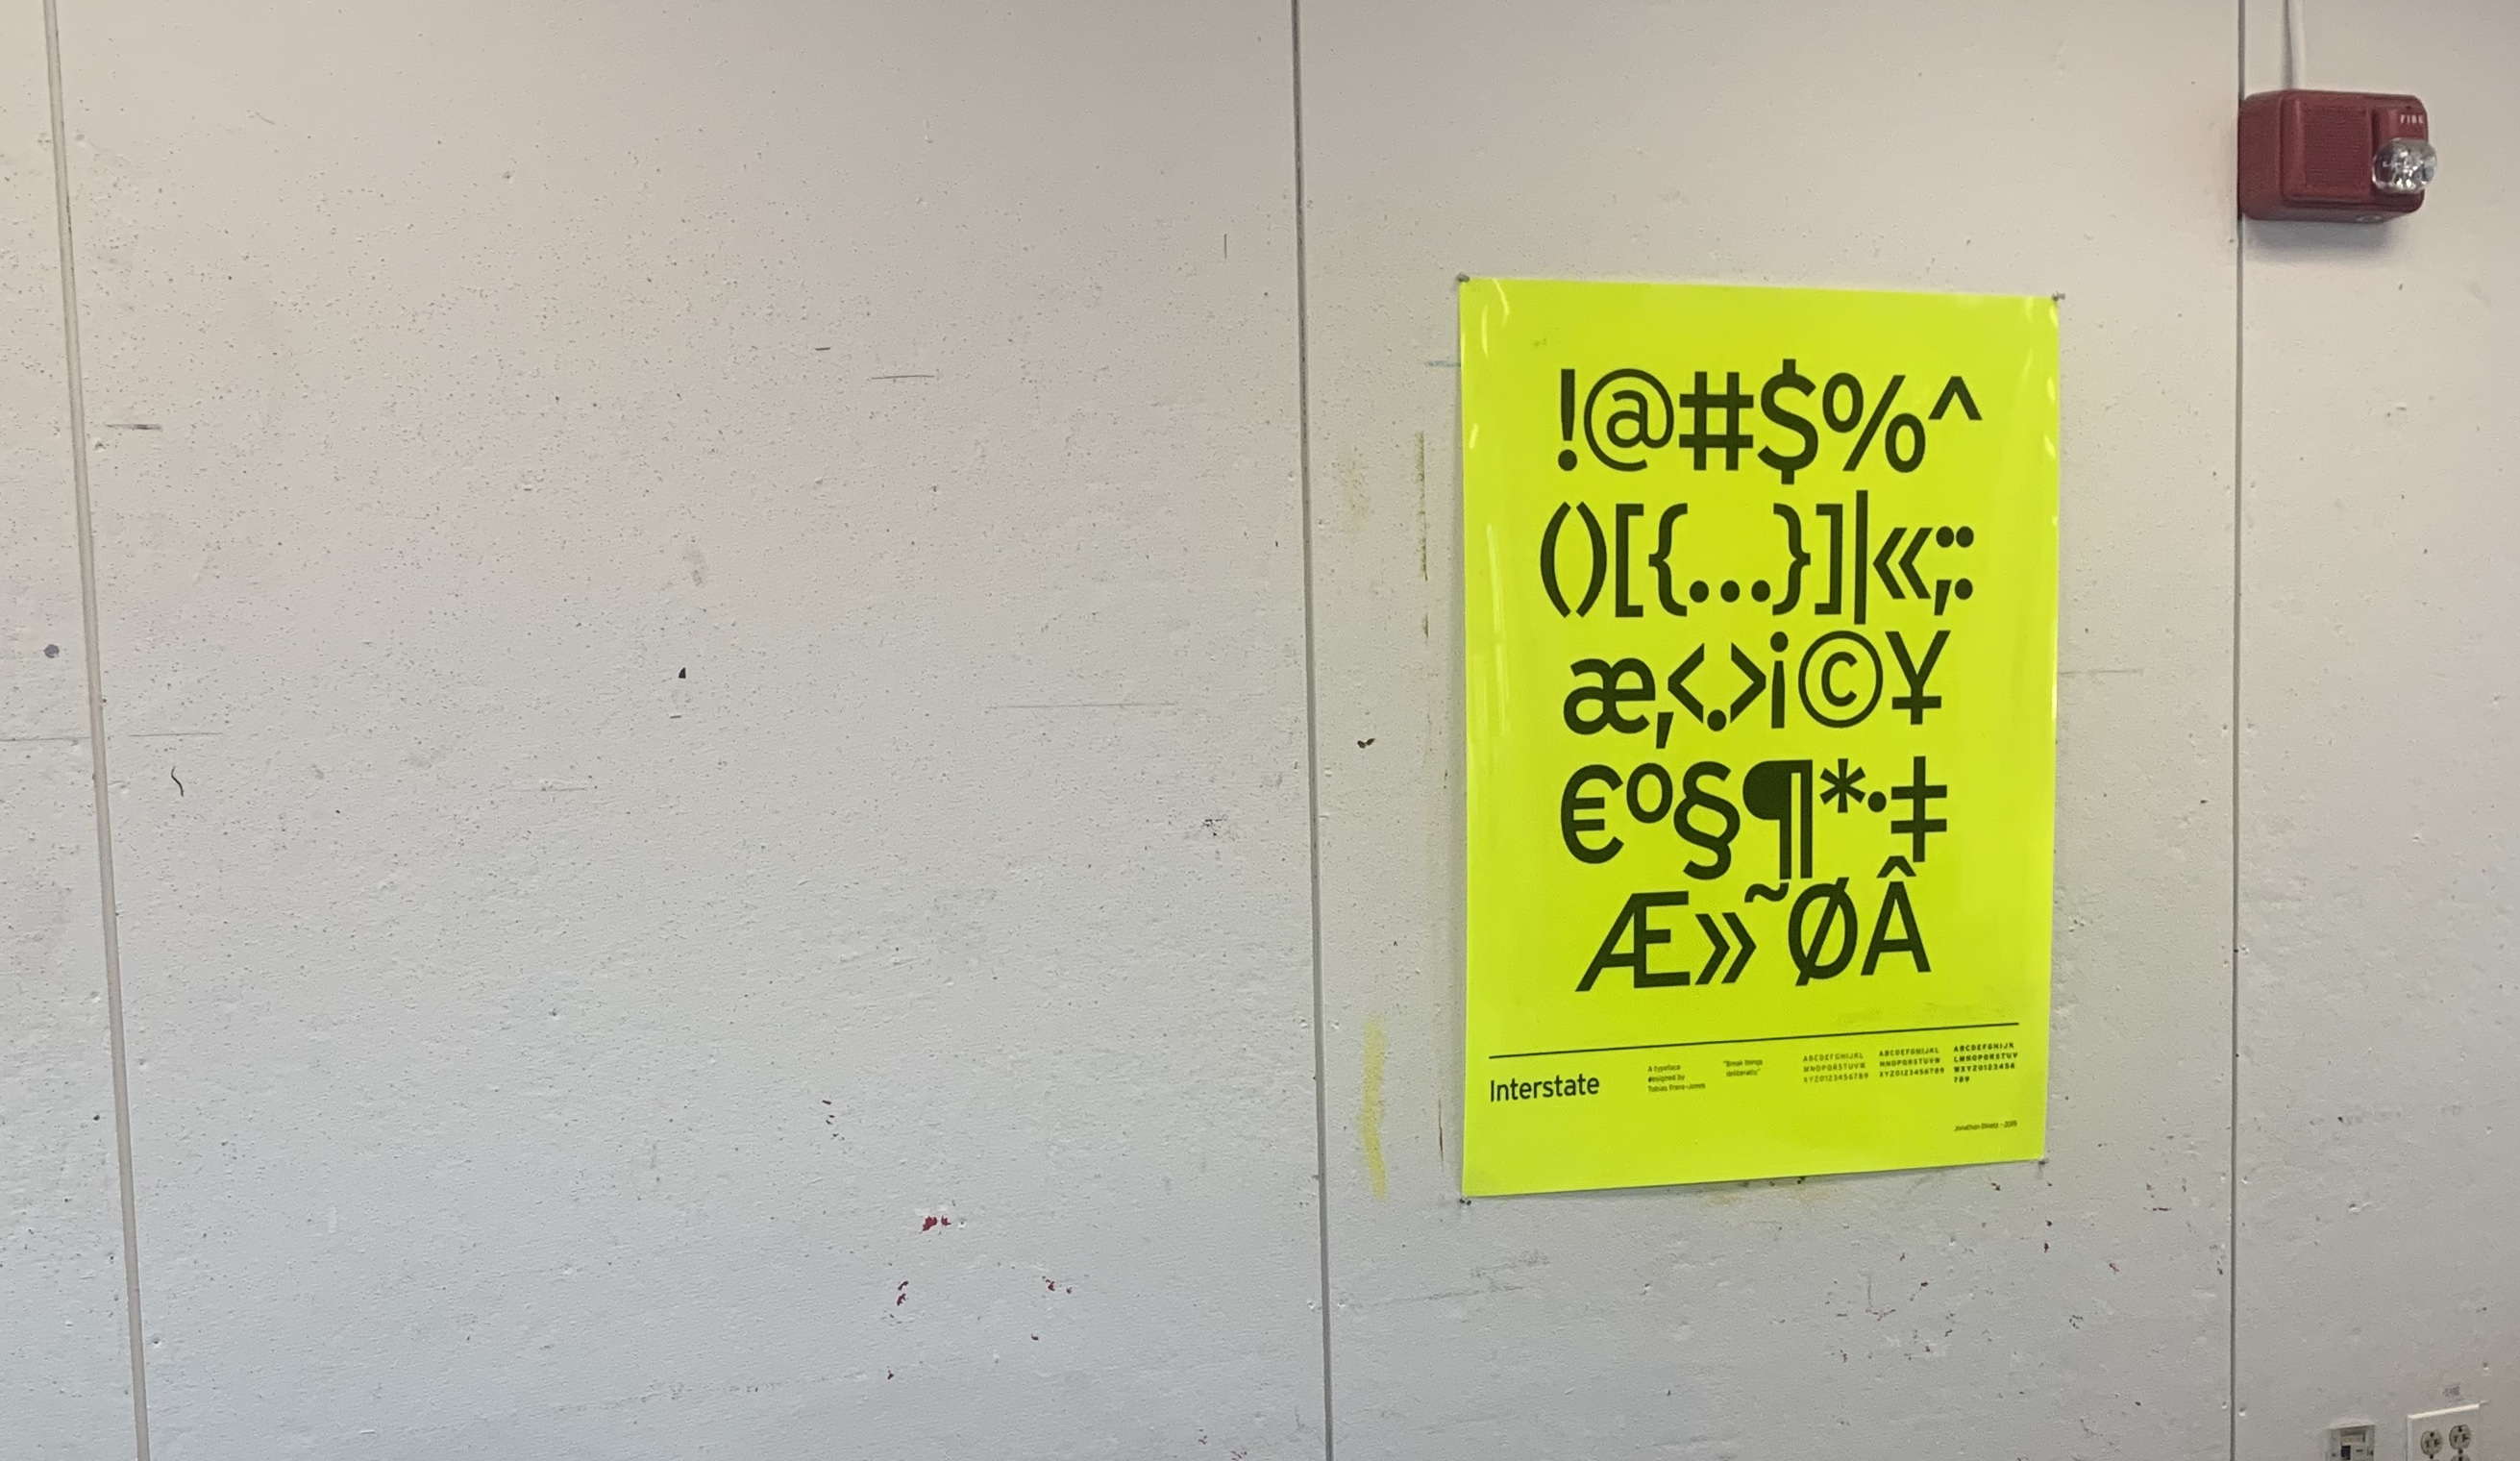 FIRE
!@#$%^
()[{...}]|«;:
æ,<.>¡©¥
€º§¶*·‡
Æ»˜ØÂ
Interstate
A typeface
designed by
Tobias Frere-Jones
"Break things
deliberately"
ABCDEFGHIJKL
MNOPQRSTUVW
XYZ0123456789
ABCDEFGHIJKL
MNOPQRSTUVW
XYZ0123456789
ABCDEFGHIJK
LMNOPQRSTUV
WXYZ0123456
789
Jonathan - 2019